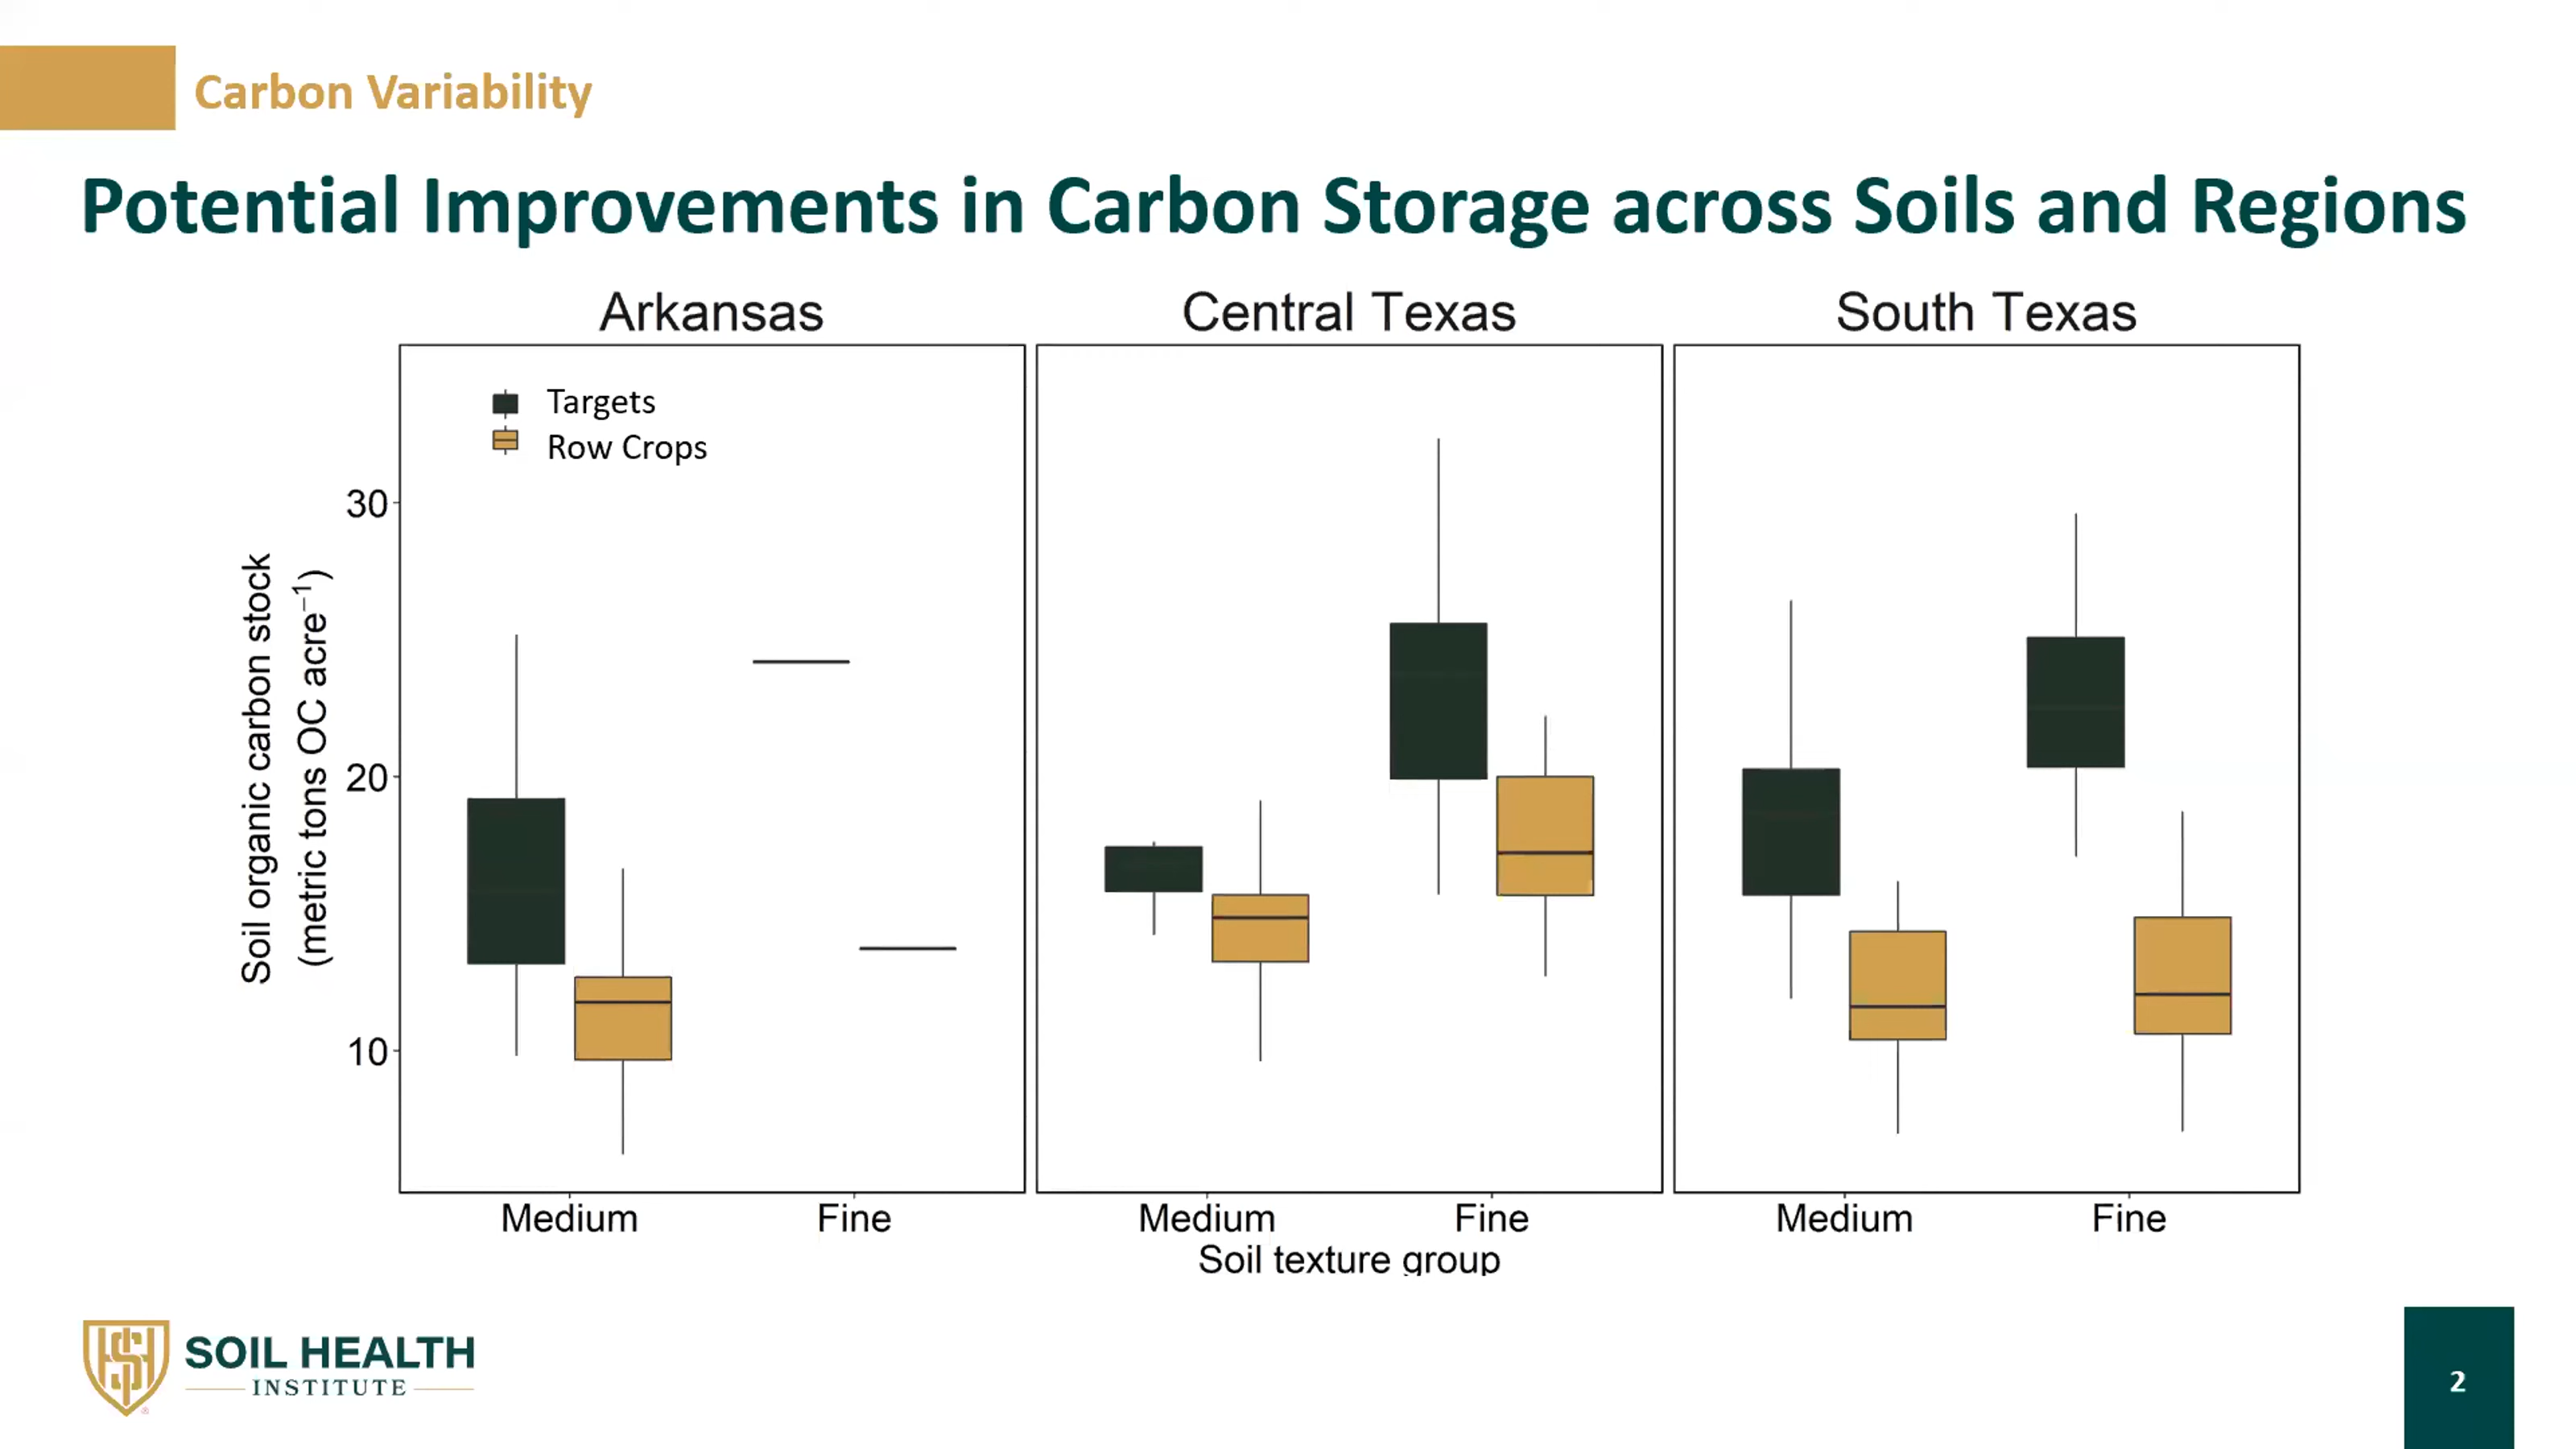 Carbon Variability
Potential Improvements in Carbon Storage across Soils and Regions
Arkansas
Central Texas
South Texas
Targets
Row Crops
Soil organic carbon stock
(metric tons OC acre⁻¹)
30
20
10
Medium
Fine
Medium
Fine
Medium
Fine
Soil texture group
SOIL HEALTH
INSTITUTE
2